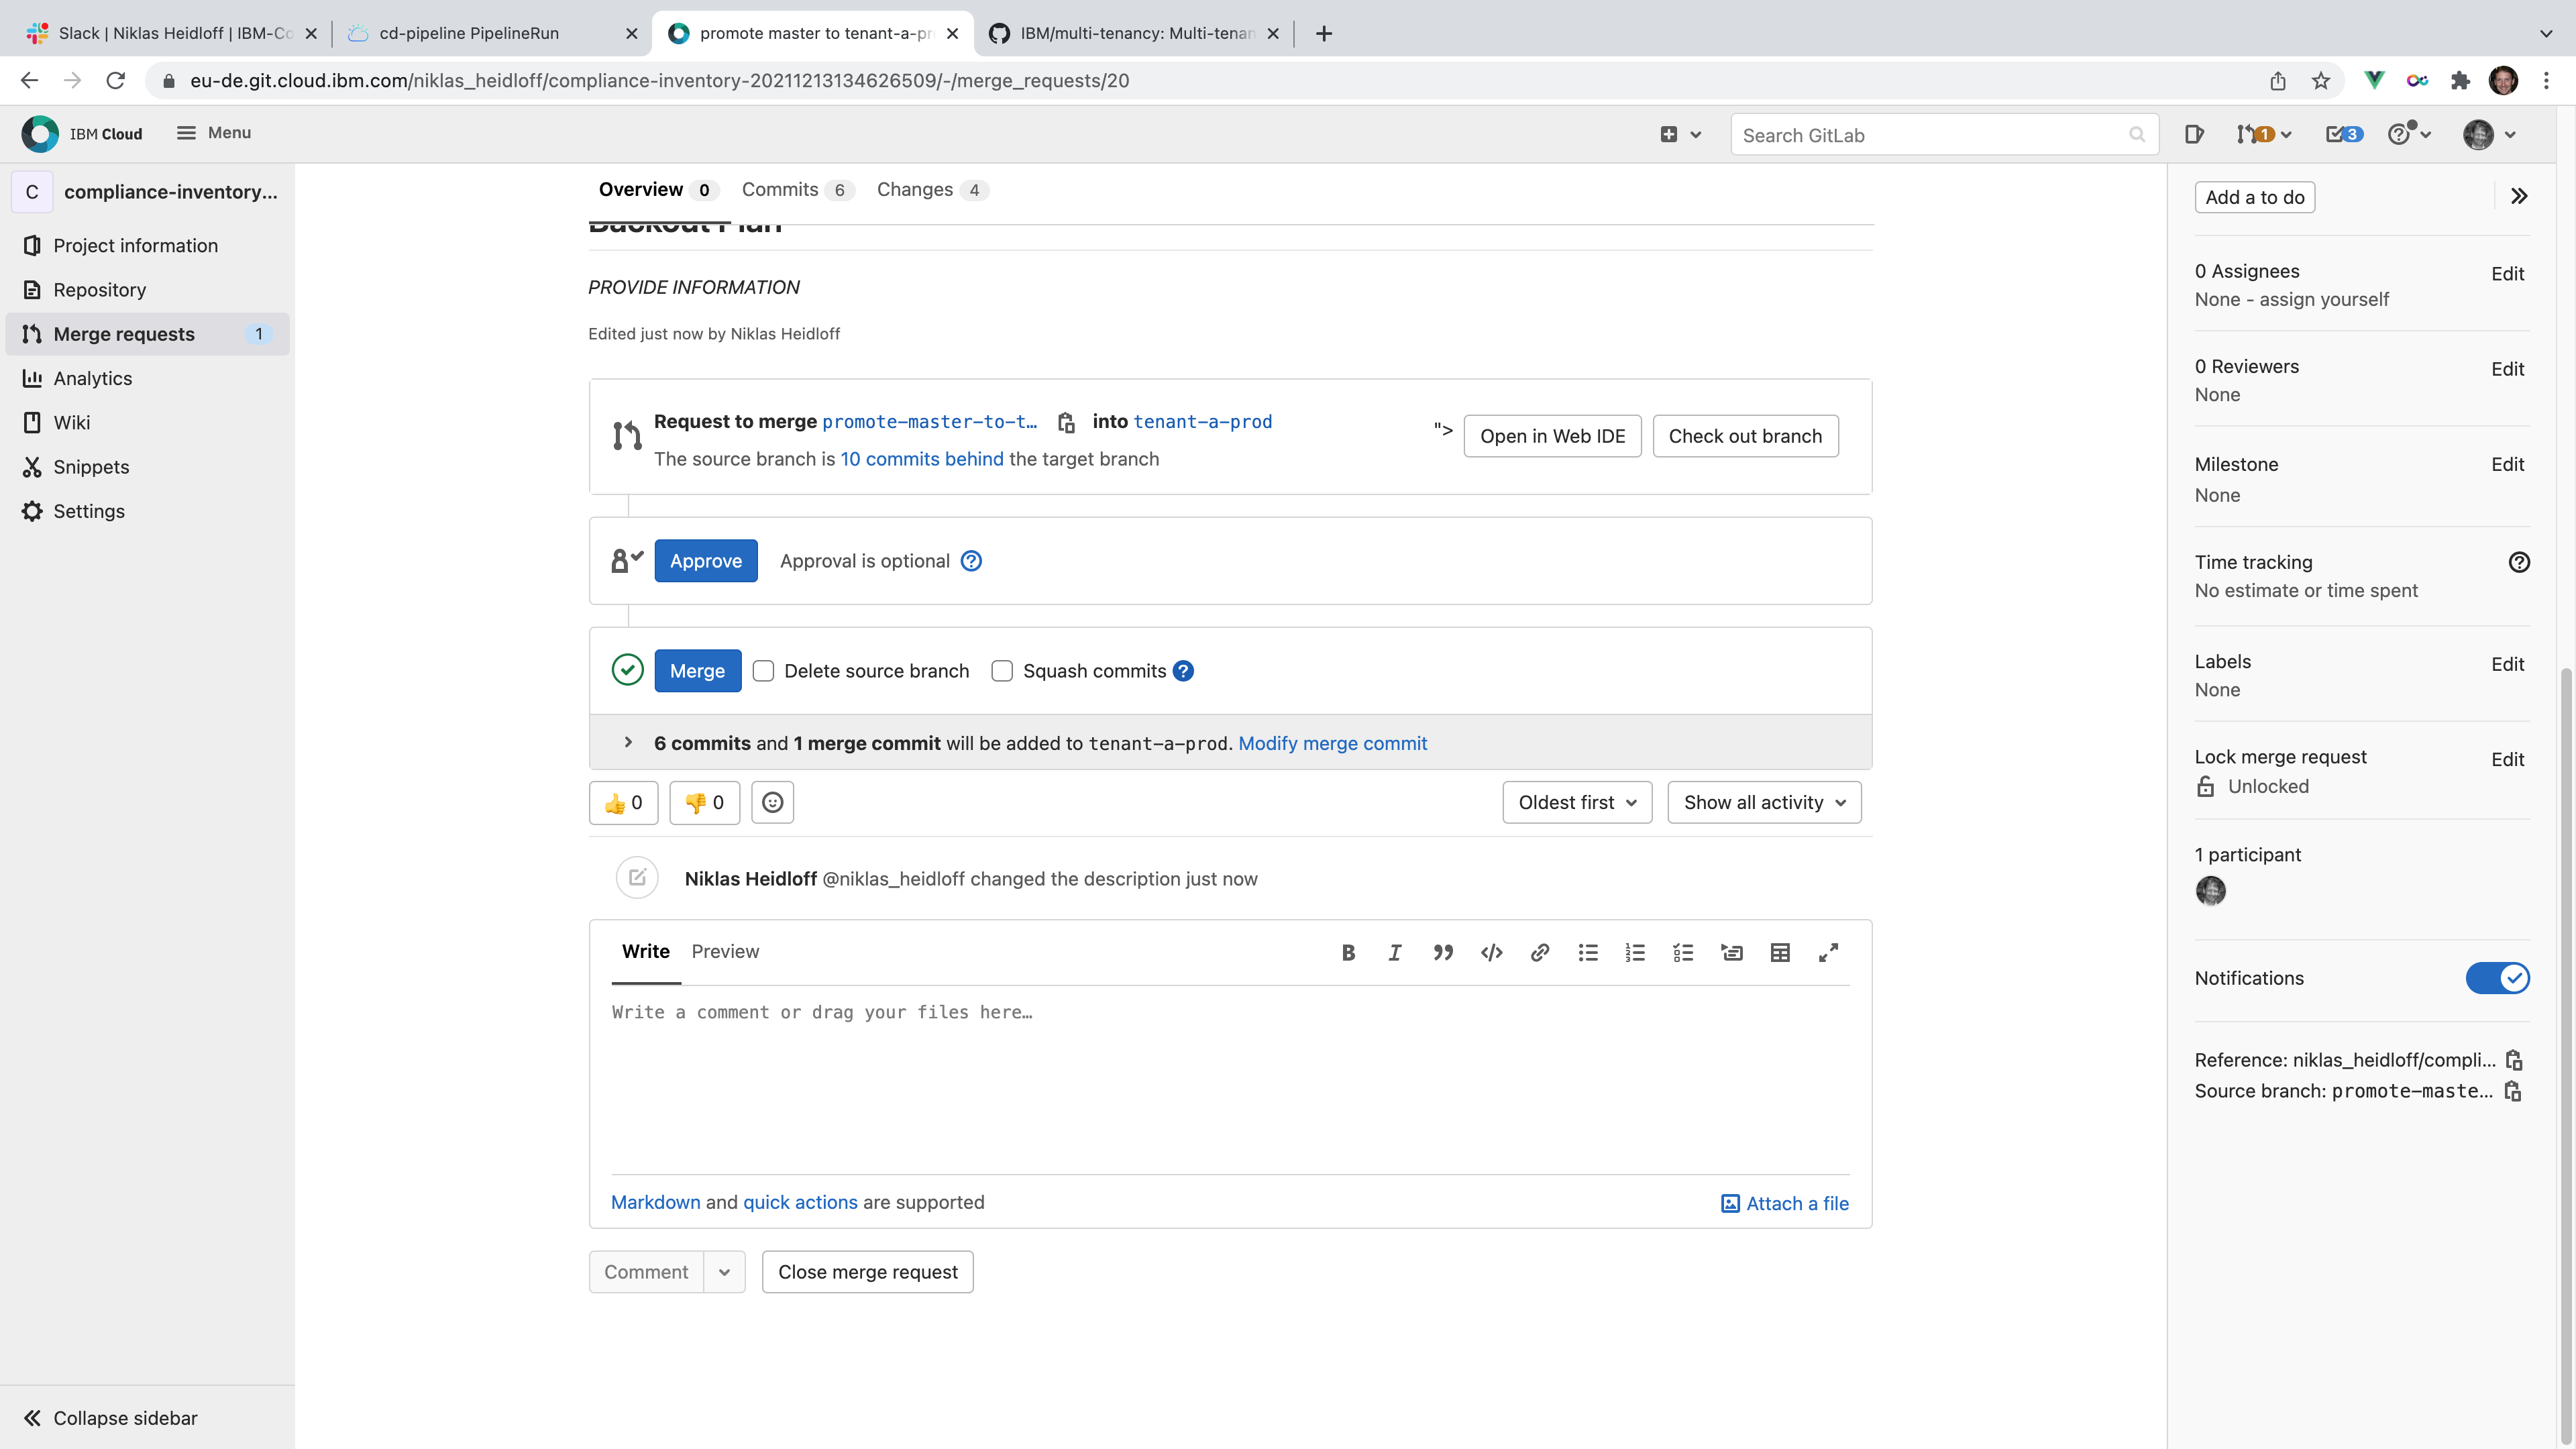 Slack | Niklas Heidloff | IBM-Co
cd-pipeline PipelineRun
promote master to tenant-a-pr
IBM/multi-tenancy: Multi-tenan
eu-de.git.cloud.ibm.com/niklas_heidloff/compliance-inventory-20211213134626509/-/merge_requests/20
IBM Cloud
Menu
Search GitLab
1
3
C
compliance-inventory...
Project information
Repository
Merge requests 1
Analytics
Wiki
Snippets
Settings
Collapse sidebar
Overview 0
Commits 6
Changes 4
Backout Plan
PROVIDE INFORMATION
Edited just now by Niklas Heidloff
Request to merge promote-master-to-t… into tenant-a-prod
The source branch is 10 commits behind the target branch
">
Open in Web IDE
Check out branch
Approve
Approval is optional
Merge
Delete source branch
Squash commits
6 commits and 1 merge commit will be added to tenant-a-prod. Modify merge commit
0
0
Oldest first
Show all activity
Niklas Heidloff @niklas_heidloff changed the description just now
Write
Preview
Write a comment or drag your files here…
Markdown and quick actions are supported
Attach a file
Comment
Close merge request
Add a to do
0 Assignees
Edit
None - assign yourself
0 Reviewers
Edit
None
Milestone
Edit
None
Time tracking
No estimate or time spent
Labels
Edit
None
Lock merge request
Edit
Unlocked
1 participant
Notifications
Reference: niklas_heidloff/compli...
Source branch: promote-maste...